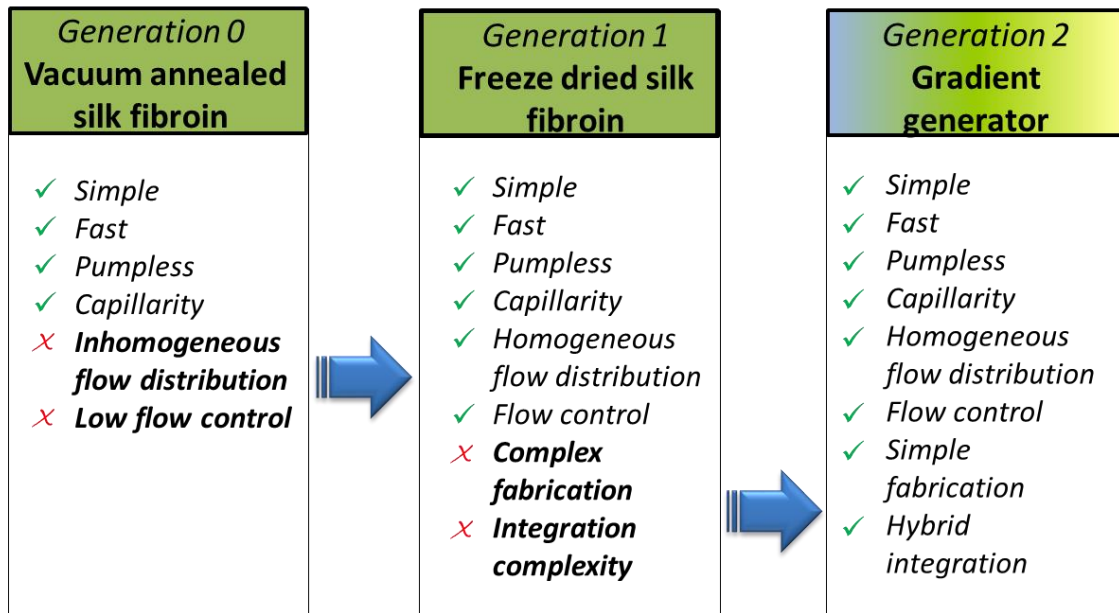 Generation 0
Vacuum annealed
silk fibroin
✓ Simple
✓ Fast
✓ Pumpless
✓ Capillarity
✗ Inhomogeneous
flow distribution
✗ Low flow control
Generation 1
Freeze dried silk
fibroin
✓ Simple
✓ Fast
✓ Pumpless
✓ Capillarity
✓ Homogeneous
flow distribution
✓ Flow control
✗ Complex
fabrication
✗ Integration
complexity
Generation 2
Gradient
generator
✓ Simple
✓ Fast
✓ Pumpless
✓ Capillarity
✓ Homogeneous
flow distribution
✓ Flow control
✓ Simple
fabrication
✓ Hybrid
integration